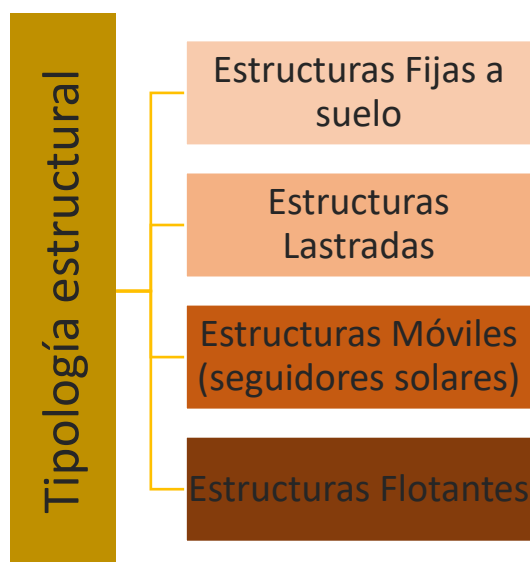 Tipología estructural
Estructuras Fijas a
suelo
Estructuras
Lastradas
Estructuras Móviles
(seguidores solares)
Estructuras Flotantes